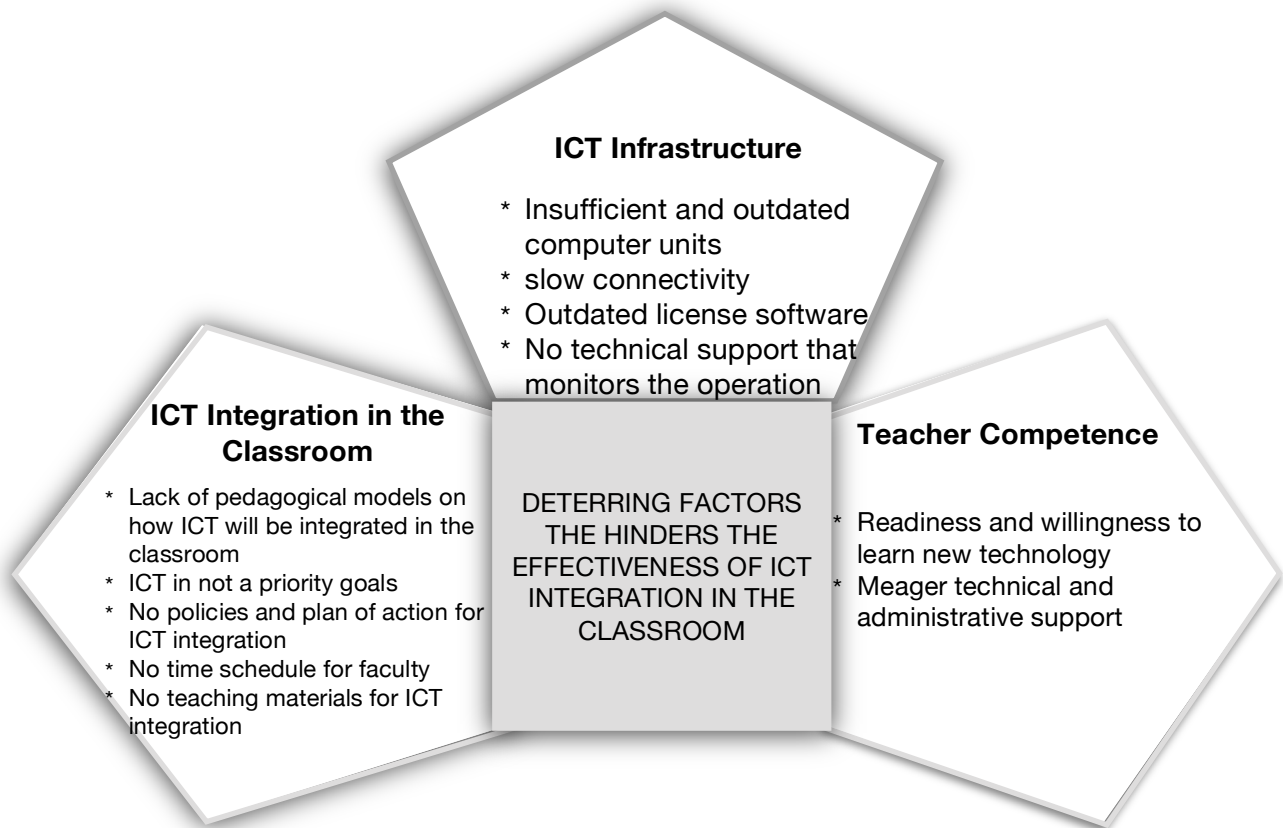 ICT Infrastructure
* Insufficient and outdated
computer units
* slow connectivity
* Outdated license software
* No technical support that
monitors the operation
ICT Integration in the
Classroom
* Lack of pedagogical models on
how ICT will be integrated in the
classroom
* ICT in not a priority goals
* No policies and plan of action for
ICT integration
* No time schedule for faculty
* No teaching materials for ICT
integration
DETERRING FACTORS
THE HINDERS THE
EFFECTIVENESS OF ICT
INTEGRATION IN THE
CLASSROOM
Teacher Competence
* Readiness and willingness to
learn new technology
* Meager technical and
administrative support